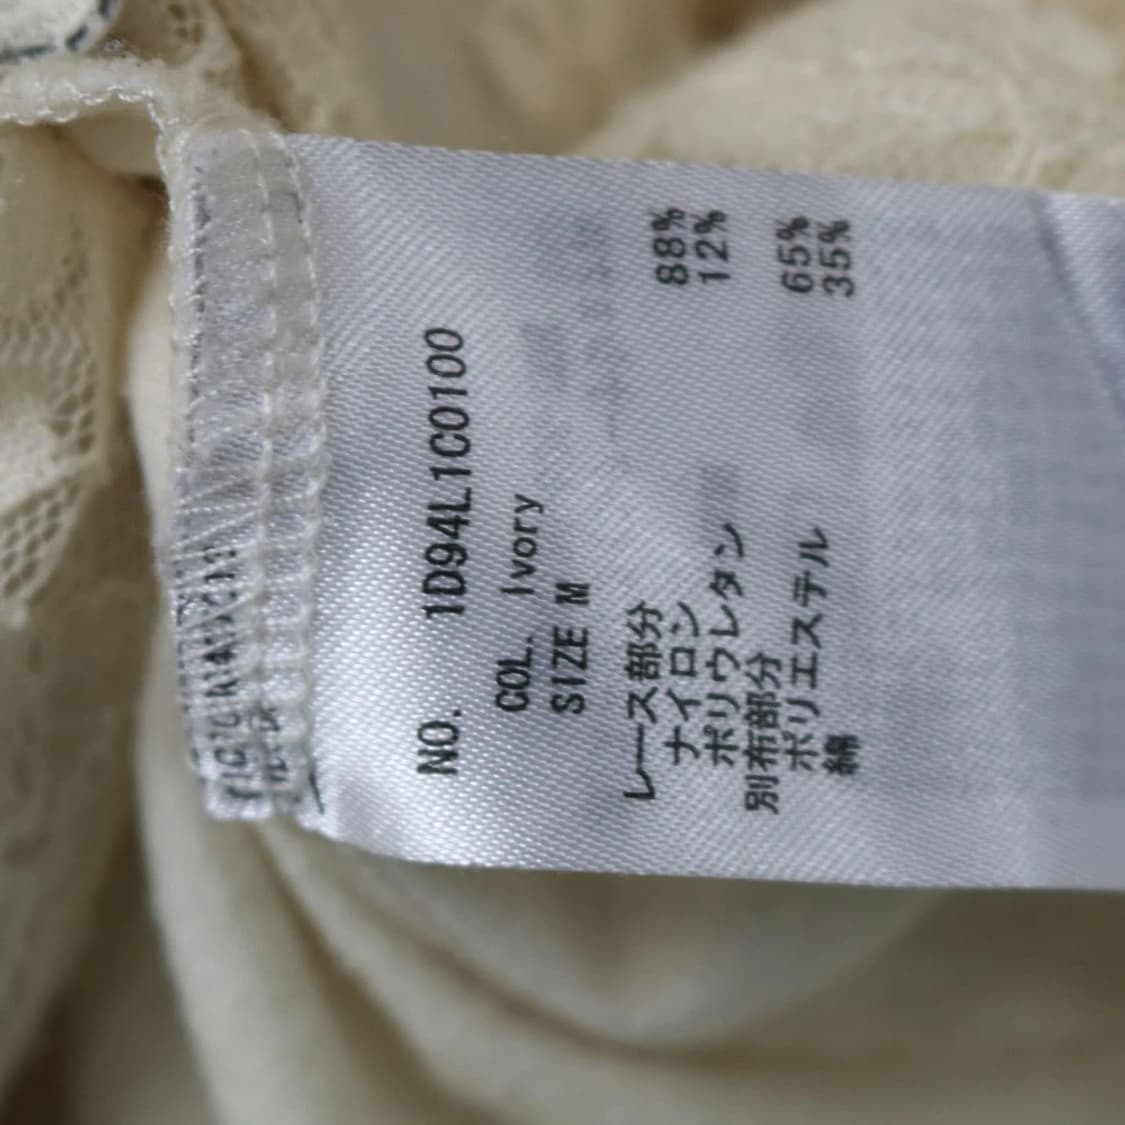 NO. 1D94L1C0100
COL. Ivory
SIZE M
レース部分
ナイロン 88%
ポリウレタン 12%
別布部分
ポリエステル 65%
綿 35%